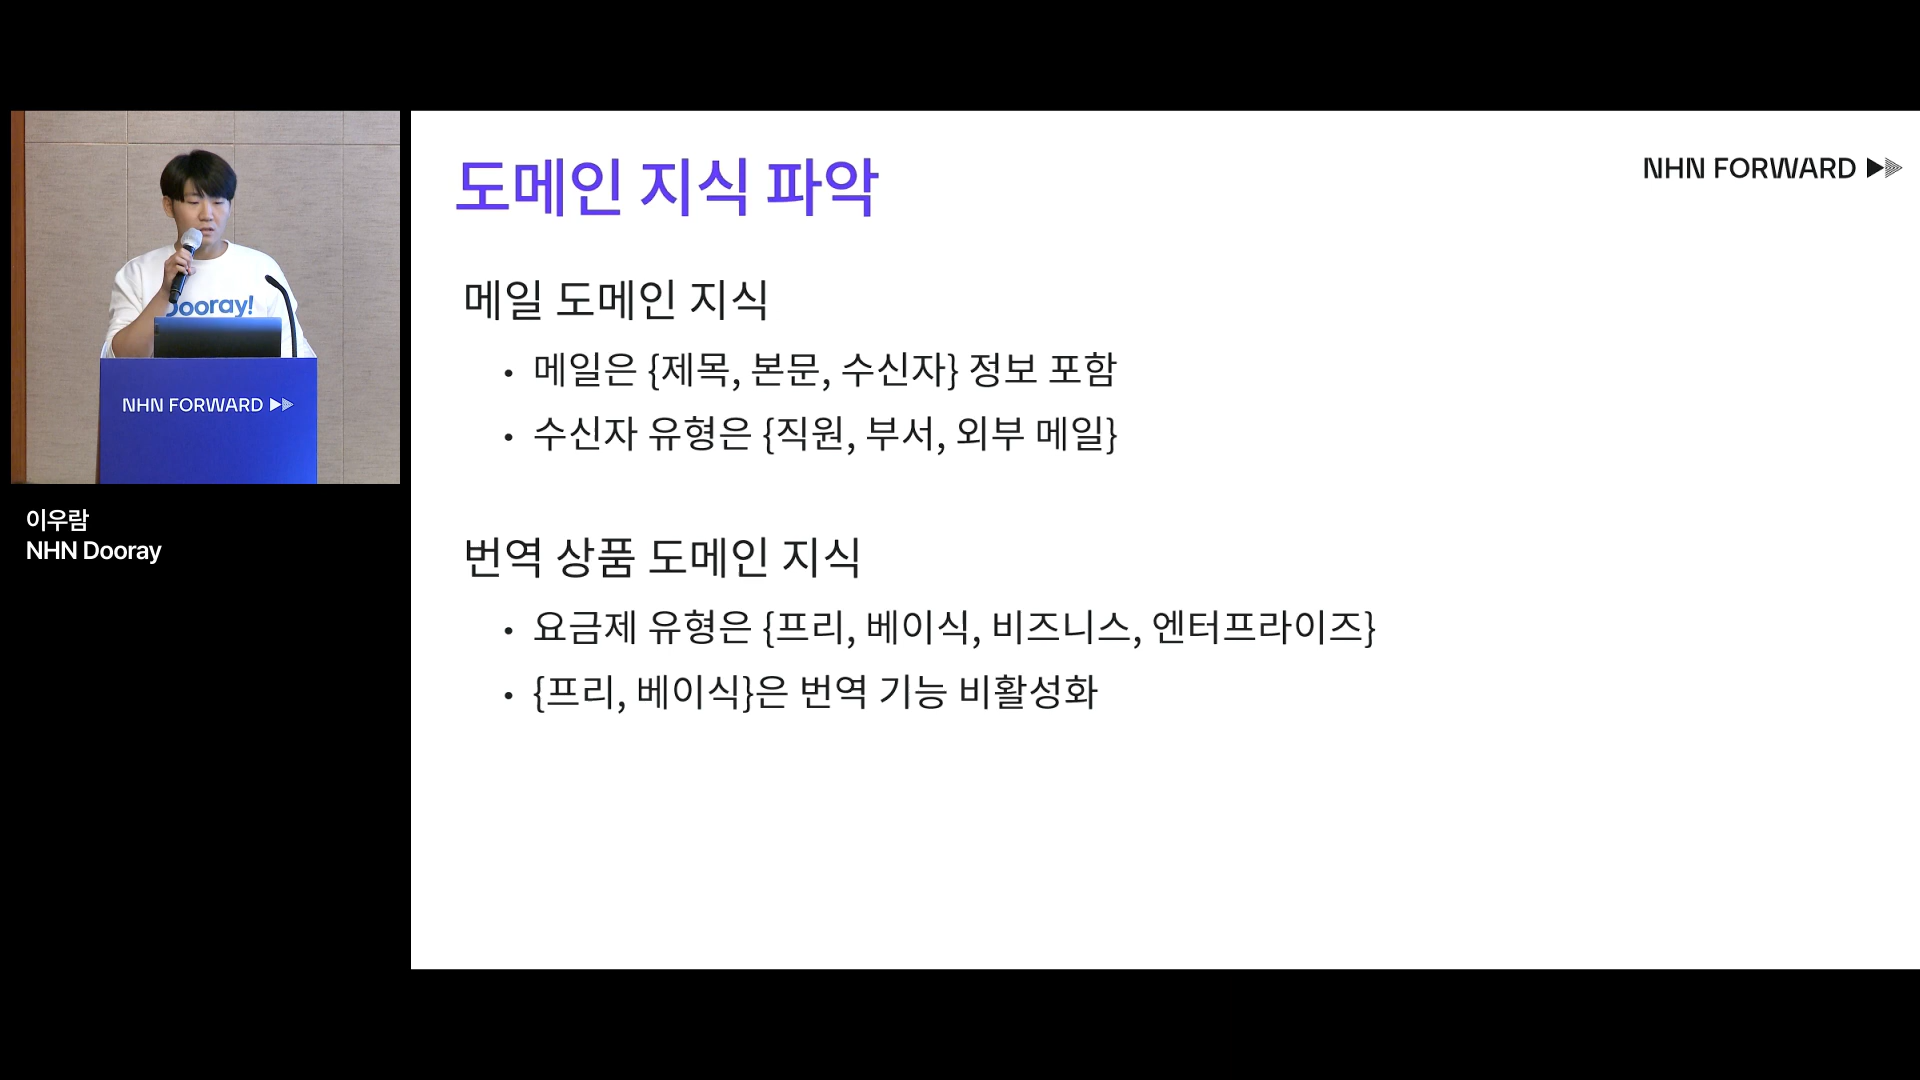 도메인 지식 파악
NHN FORWARD
메일 도메인 지식
• 메일은 {제목, 본문, 수신자} 정보 포함
• 수신자 유형은 {직원, 부서, 외부 메일}
번역 상품 도메인 지식
• 요금제 유형은 {프리, 베이식, 비즈니스, 엔터프라이즈}
• {프리, 베이식}은 번역 기능 비활성화
Dooray!
NHN FORWARD
이우람
NHN Dooray